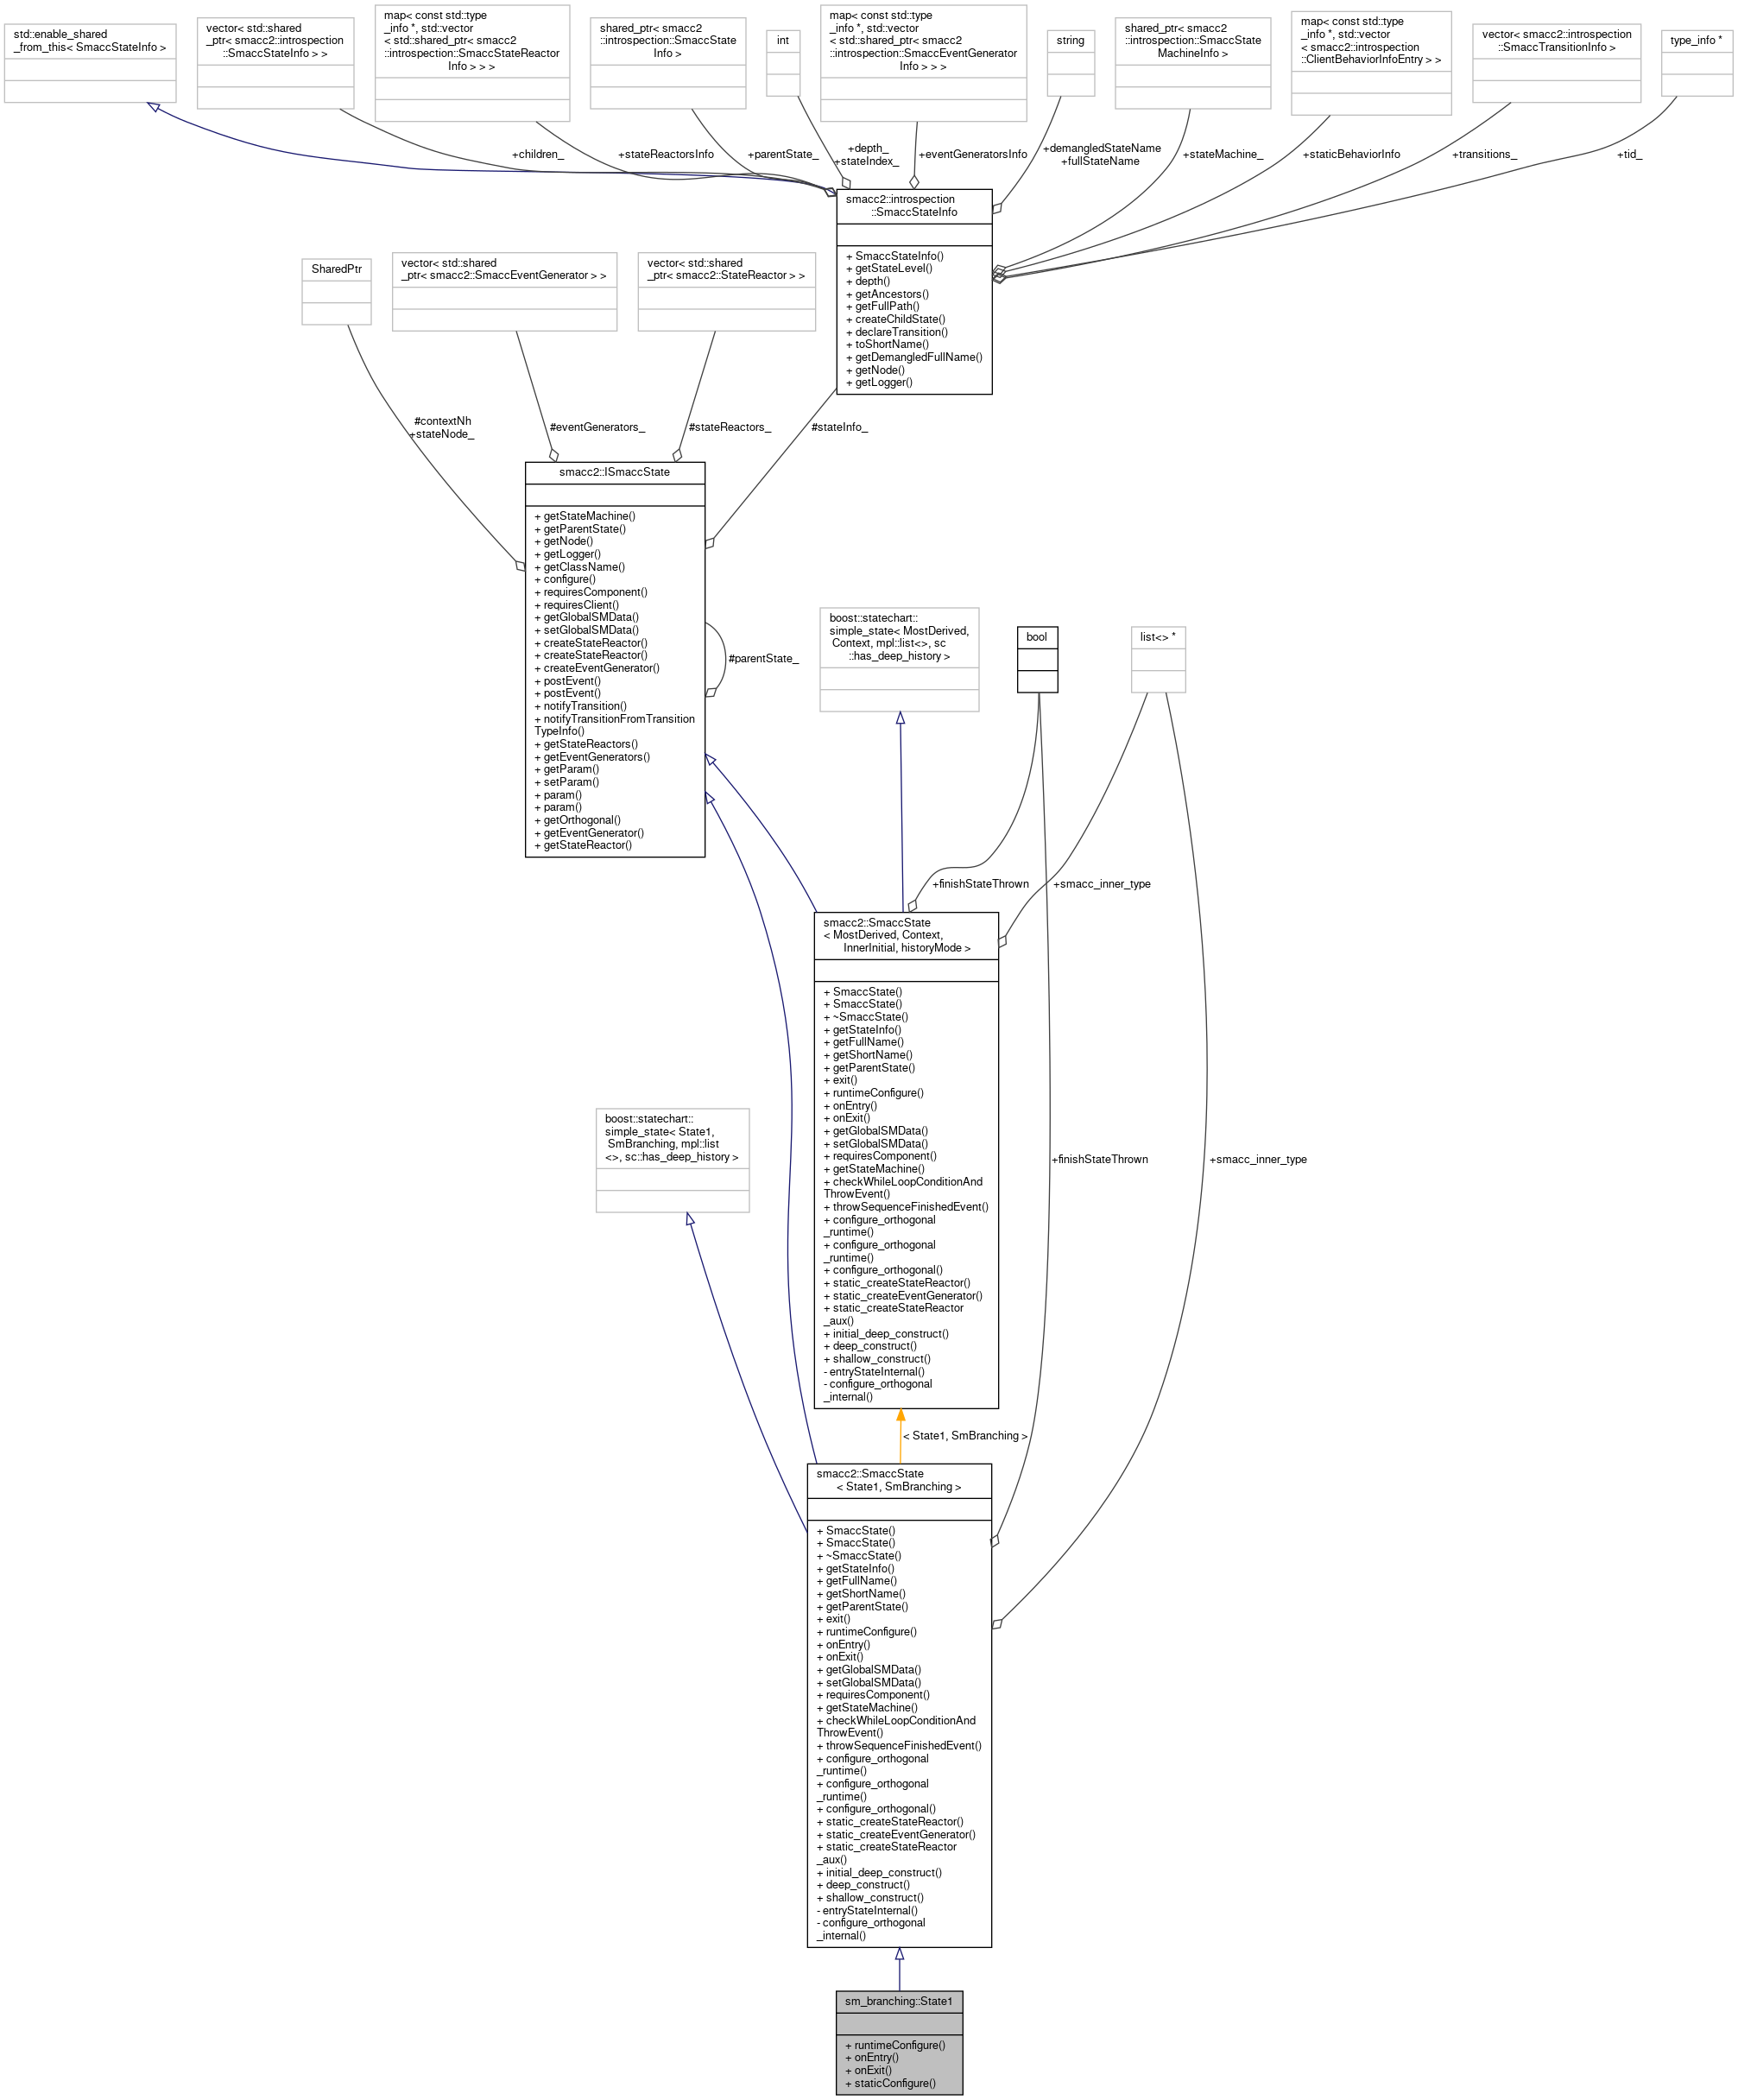 std::enable_shared
_from_this< SmaccStateInfo >
vector< std::shared
_ptr< smacc2::introspection
::SmaccStateInfo > >
map< const std::type
_info *, std::vector
< std::shared_ptr< smacc2
::introspection::SmaccStateReactor
Info > > >
shared_ptr< smacc2
::introspection::SmaccState
Info >
int
map< const std::type
_info *, std::vector
< std::shared_ptr< smacc2
::introspection::SmaccEventGenerator
Info > > >
string
shared_ptr< smacc2
::introspection::SmaccState
MachineInfo >
map< const std::type
_info *, std::vector
< smacc2::introspection
::ClientBehaviorInfoEntry > >
vector< smacc2::introspection
::SmaccTransitionInfo >
type_info *
+children_
+stateReactorsInfo
+parentState_
+depth_
+stateIndex_
+eventGeneratorsInfo
+demangledStateName
+fullStateName
+stateMachine_
+staticBehaviorInfo
+transitions_
+tid_
smacc2::introspection
::SmaccStateInfo
+ SmaccStateInfo()
+ getStateLevel()
+ depth()
+ getAncestors()
+ getFullPath()
+ createChildState()
+ declareTransition()
+ toShortName()
+ getDemangledFullName()
+ getNode()
+ getLogger()
SharedPtr
vector< std::shared
_ptr< smacc2::SmaccEventGenerator > >
vector< std::shared
_ptr< smacc2::StateReactor > >
#contextNh
+stateNode_
#eventGenerators_
#stateReactors_
#stateInfo_
smacc2::ISmaccState
+ getStateMachine()
+ getParentState()
+ getNode()
+ getLogger()
+ getClassName()
+ configure()
+ requiresComponent()
+ requiresClient()
+ getGlobalSMData()
+ setGlobalSMData()
+ createStateReactor()
+ createStateReactor()
+ createEventGenerator()
+ postEvent()
+ postEvent()
+ notifyTransition()
+ notifyTransitionFromTransition
TypeInfo()
+ getStateReactors()
+ getEventGenerators()
+ getParam()
+ setParam()
+ param()
+ param()
+ getOrthogonal()
+ getEventGenerator()
+ getStateReactor()
#parentState_
boost::statechart::
simple_state< MostDerived,
Context, mpl::list<>, sc
::has_deep_history >
bool
list<> *
+finishStateThrown
+smacc_inner_type
smacc2::SmaccState
< MostDerived, Context,
InnerInitial, historyMode >
+ SmaccState()
+ SmaccState()
+ ~SmaccState()
+ getStateInfo()
+ getFullName()
+ getShortName()
+ getParentState()
+ exit()
+ runtimeConfigure()
+ onEntry()
+ onExit()
+ getGlobalSMData()
+ setGlobalSMData()
+ requiresComponent()
+ getStateMachine()
+ checkWhileLoopConditionAnd
ThrowEvent()
+ throwSequenceFinishedEvent()
+ configure_orthogonal
_runtime()
+ configure_orthogonal
_runtime()
+ configure_orthogonal()
+ static_createStateReactor()
+ static_createEventGenerator()
+ static_createStateReactor
_aux()
+ initial_deep_construct()
+ deep_construct()
+ shallow_construct()
- entryStateInternal()
- configure_orthogonal
_internal()
boost::statechart::
simple_state< State1,
SmBranching, mpl::list
<>, sc::has_deep_history >
+finishStateThrown
+smacc_inner_type
< State1, SmBranching >
smacc2::SmaccState
< State1, SmBranching >
+ SmaccState()
+ SmaccState()
+ ~SmaccState()
+ getStateInfo()
+ getFullName()
+ getShortName()
+ getParentState()
+ exit()
+ runtimeConfigure()
+ onEntry()
+ onExit()
+ getGlobalSMData()
+ setGlobalSMData()
+ requiresComponent()
+ getStateMachine()
+ checkWhileLoopConditionAnd
ThrowEvent()
+ throwSequenceFinishedEvent()
+ configure_orthogonal
_runtime()
+ configure_orthogonal
_runtime()
+ configure_orthogonal()
+ static_createStateReactor()
+ static_createEventGenerator()
+ static_createStateReactor
_aux()
+ initial_deep_construct()
+ deep_construct()
+ shallow_construct()
- entryStateInternal()
- configure_orthogonal
_internal()
sm_branching::State1
+ runtimeConfigure()
+ onEntry()
+ onExit()
+ staticConfigure()